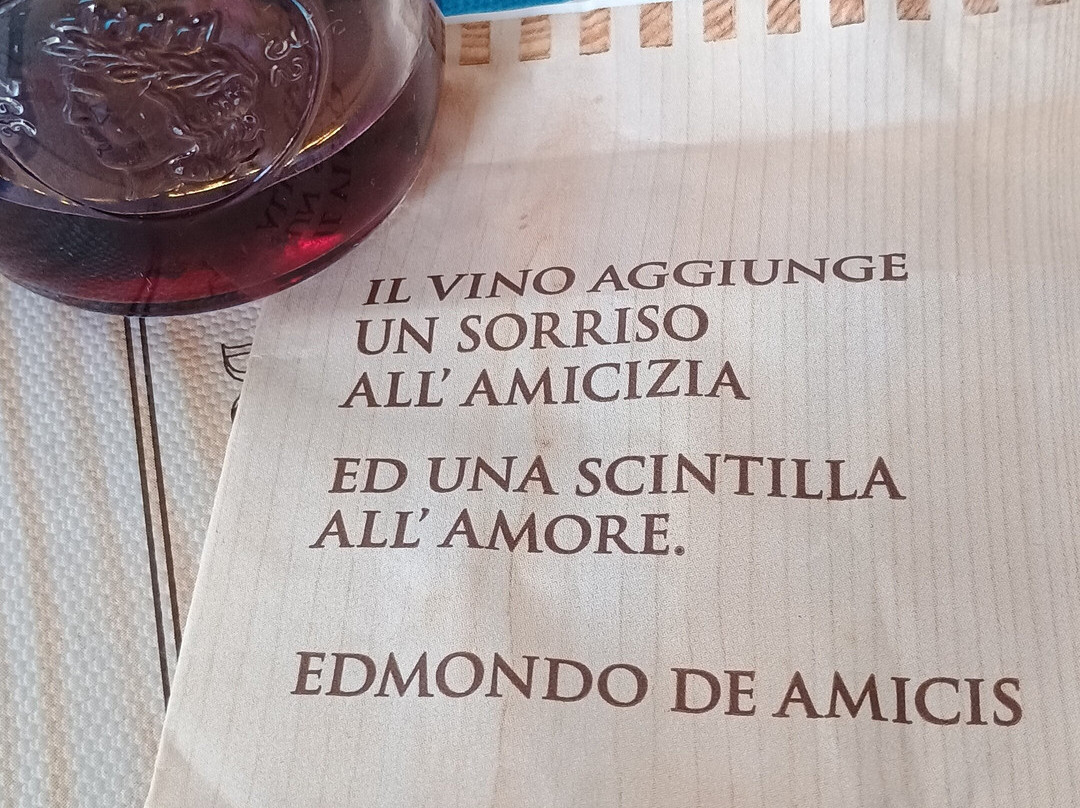 IL VINO AGGIUNGE
UN SORRISO
ALL' AMICIZIA
ED UNA SCINTILLA
ALL' AMORE.
EDMONDO DE AMICIS